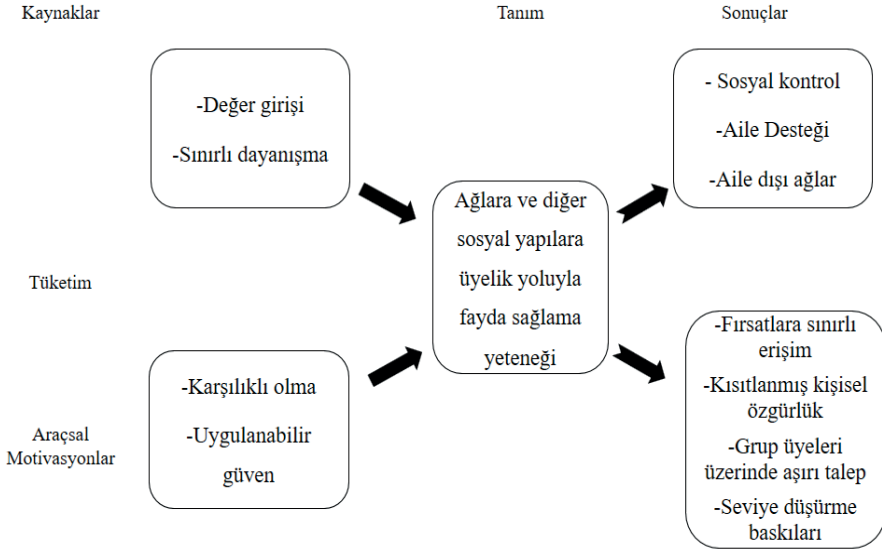 Kaynaklar
Tanım
Sonuçlar
-Değer girişi
-Sınırlı dayanışma
- Sosyal kontrol
-Aile Desteği
-Aile dışı ağlar
Ağlara ve diğer
sosyal yapılara
üyelik yoluyla
fayda sağlama
yeteneği
Tüketim
Araçsal
Motivasyonlar
-Karşılıklı olma
-Uygulanabilir
güven
-Fırsatlara sınırlı
erişim
-Kısıtlanmış kişisel
özgürlük
-Grup üyeleri
üzerinde aşırı talep
-Seviye düşürme
baskıları